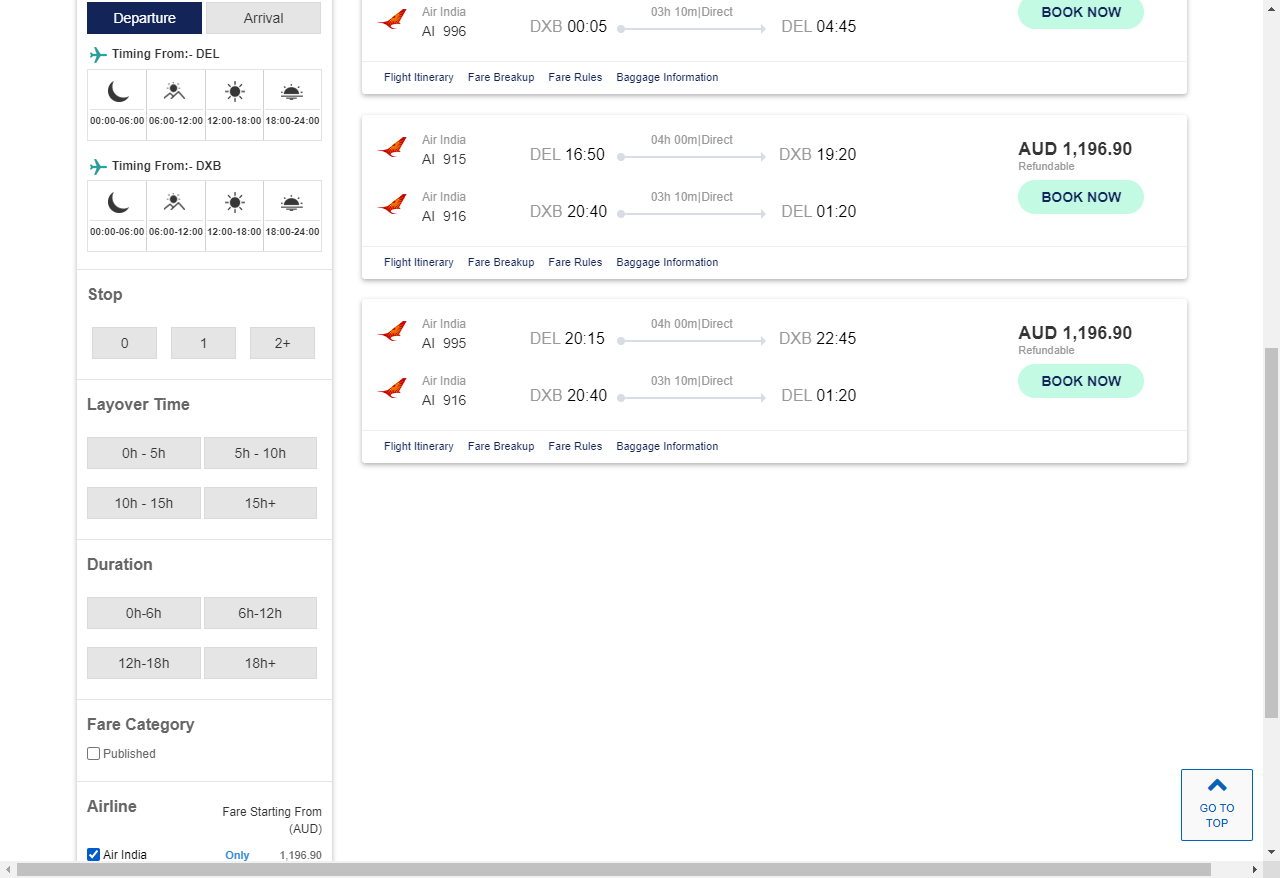 Departure Arrival
Timing From:- DEL
00:00-06:00 06:00-12:00 12:00-18:00 18:00-24:00
Timing From:- DXB
00:00-06:00 06:00-12:00 12:00-18:00 18:00-24:00
Stop
0 1 2+
Layover Time
0h - 5h 5h - 10h
10h - 15h 15h+
Duration
0h-6h 6h-12h
12h-18h 18h+
Fare Category
Published
Airline
Fare Starting From
(AUD)
Air India Only 1,196.90
Air India
AI 996
DXB 00:05
03h 10m|Direct
DEL 04:45
BOOK NOW
Flight Itinerary Fare Breakup Fare Rules Baggage Information
Air India
AI 915
DEL 16:50
04h 00m|Direct
DXB 19:20
AUD 1,196.90
Refundable
BOOK NOW
Air India
AI 916
DXB 20:40
03h 10m|Direct
DEL 01:20
Flight Itinerary Fare Breakup Fare Rules Baggage Information
Air India
AI 995
DEL 20:15
04h 00m|Direct
DXB 22:45
AUD 1,196.90
Refundable
BOOK NOW
Air India
AI 916
DXB 20:40
03h 10m|Direct
DEL 01:20
Flight Itinerary Fare Breakup Fare Rules Baggage Information
GO TO
TOP